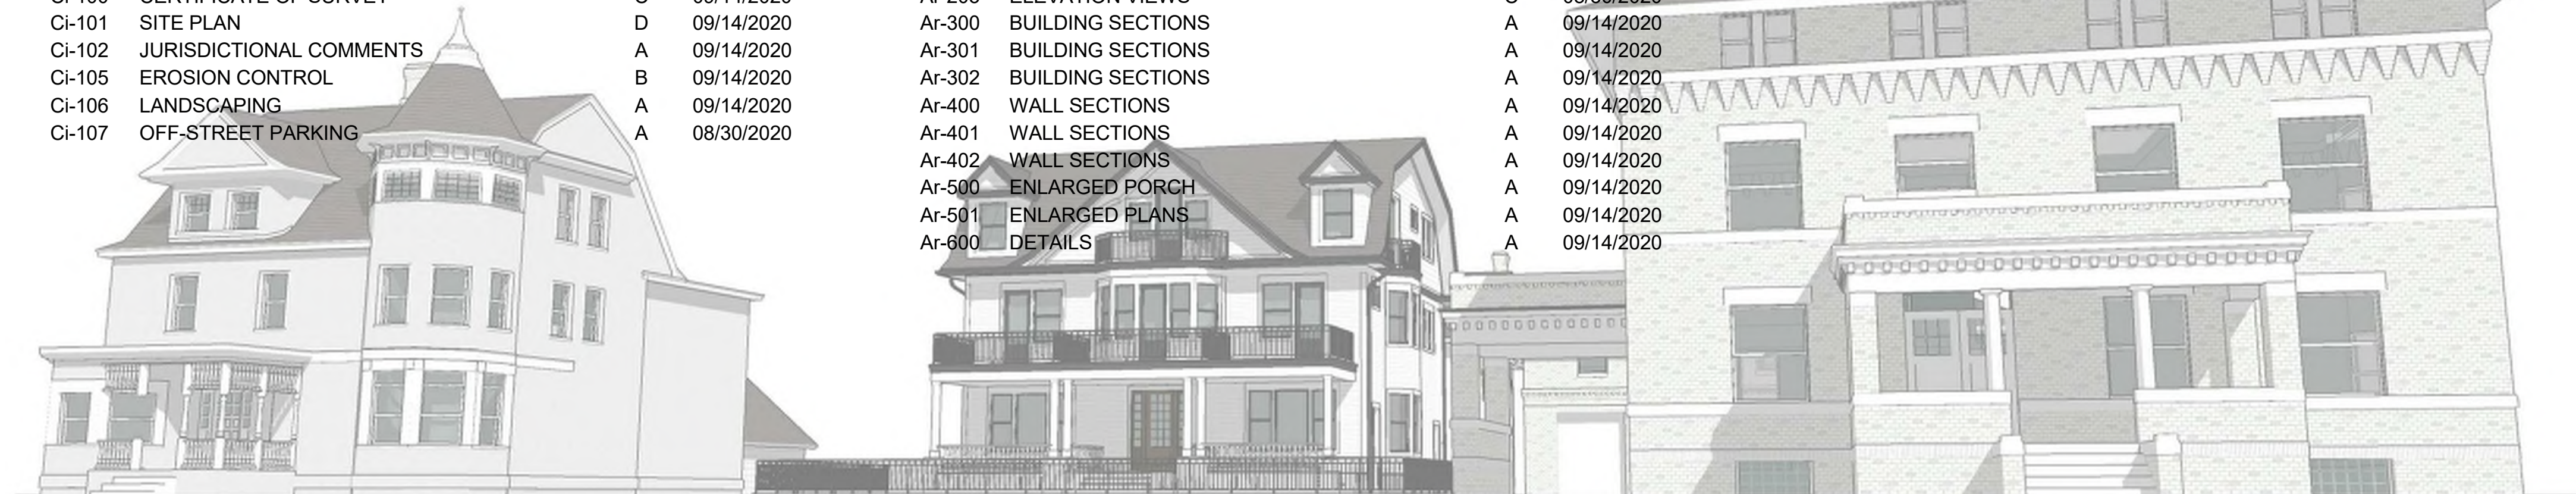 Ci-101 SITE PLAN D 09/14/2020
Ci-102 JURISDICTIONAL COMMENTS A 09/14/2020
Ci-105 EROSION CONTROL B 09/14/2020
Ci-106 LANDSCAPING A 09/14/2020
Ci-107 OFF-STREET PARKING A 08/30/2020
Ar-300 BUILDING SECTIONS A 09/14/2020
Ar-301 BUILDING SECTIONS A 09/14/2020
Ar-302 BUILDING SECTIONS A 09/14/2020
Ar-400 WALL SECTIONS A 09/14/2020
Ar-401 WALL SECTIONS A 09/14/2020
Ar-402 WALL SECTIONS A 09/14/2020
Ar-500 ENLARGED PORCH A 09/14/2020
Ar-501 ENLARGED PLANS A 09/14/2020
Ar-600 DETAILS A 09/14/2020